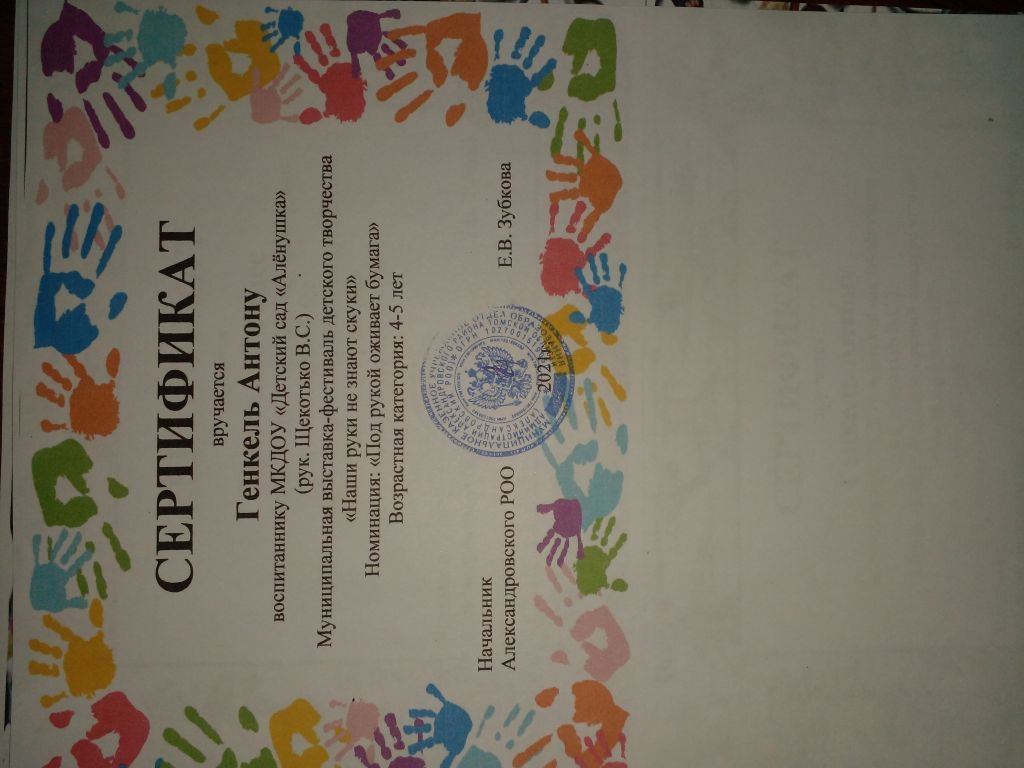 СЕРТИФИКАТ
вручается
Генкель Антону
воспитаннику МКДОУ «Детский сад «Алёнушка»
(рук. Щекотько В.С.)
Муниципальная выставка-фестиваль детского творчества
«Наши руки не знают скуки»
Номинация: «Под рукой оживает бумага»
Возрастная категория: 4-5 лет
Начальник
Александровского РОО
Е.В. Зубкова
2021г.